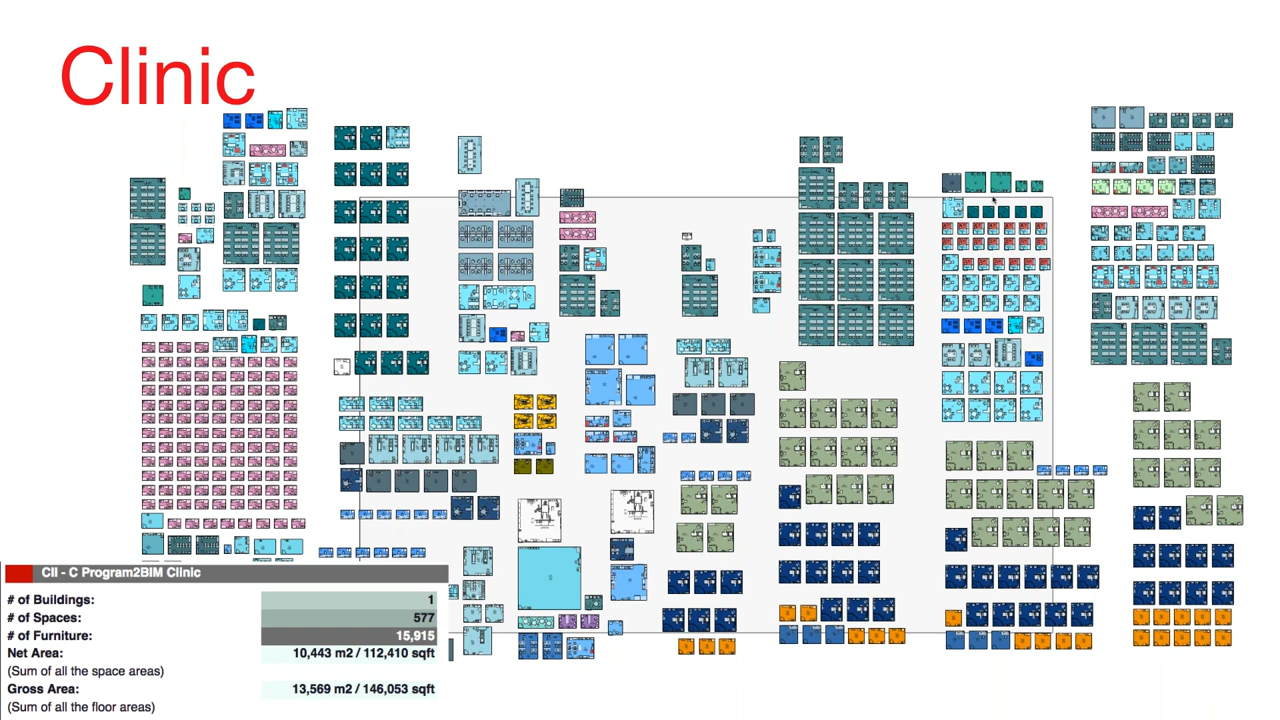 Clinic
CII - C Program2BIM Clinic
# of Buildings: 1
# of Spaces: 577
# of Furniture: 15,915
Net Area: 10,443 m2 / 112,410 sqft
(Sum of all the space areas)
Gross Area: 13,569 m2 / 146,053 sqft
(Sum of all the floor areas)